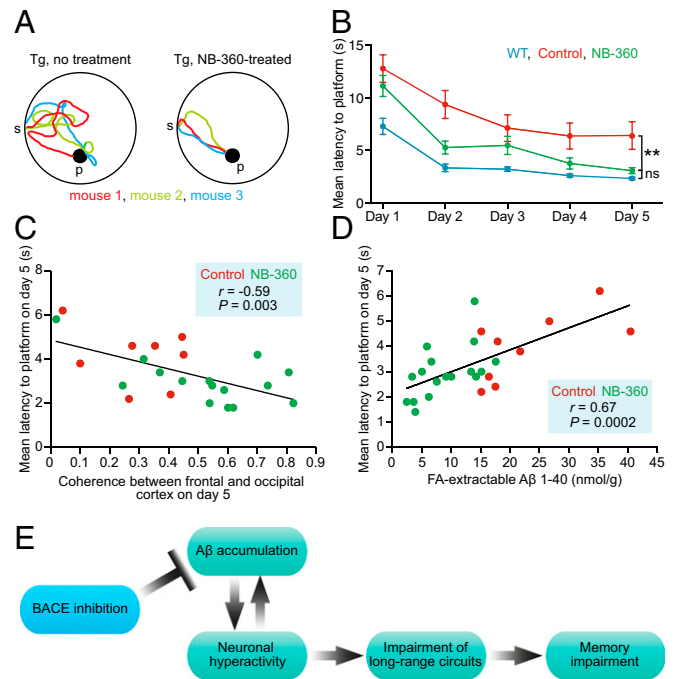 A
Tg, no treatment
Tg, NB-360-treated
s
p
s
p
mouse 1, mouse 2, mouse 3
B
Mean latency to platform (s)
WT, Control, NB-360
15
10
5
0
Day 1 Day 2 Day 3 Day 4 Day 5
**
ns
C
Mean latency to platform on day 5 (s)
8
6
4
2
0
Control NB-360
r = -0.59
P = 0.003
0 0.1 0.2 0.3 0.4 0.5 0.6 0.7 0.8 0.9
Coherence between frontal and occipital
cortex on day 5
D
Mean latency to platform on day 5 (s)
7
6
5
4
3
2
1
0
Control NB-360
r = 0.67
P = 0.0002
0 5 10 15 20 25 30 35 40 45
FA-extractable Aβ 1-40 (nmol/g)
E
Aβ accumulation
BACE inhibition
Neuronal
hyperactivity
Impairment of
long-range circuits
Memory
impairment